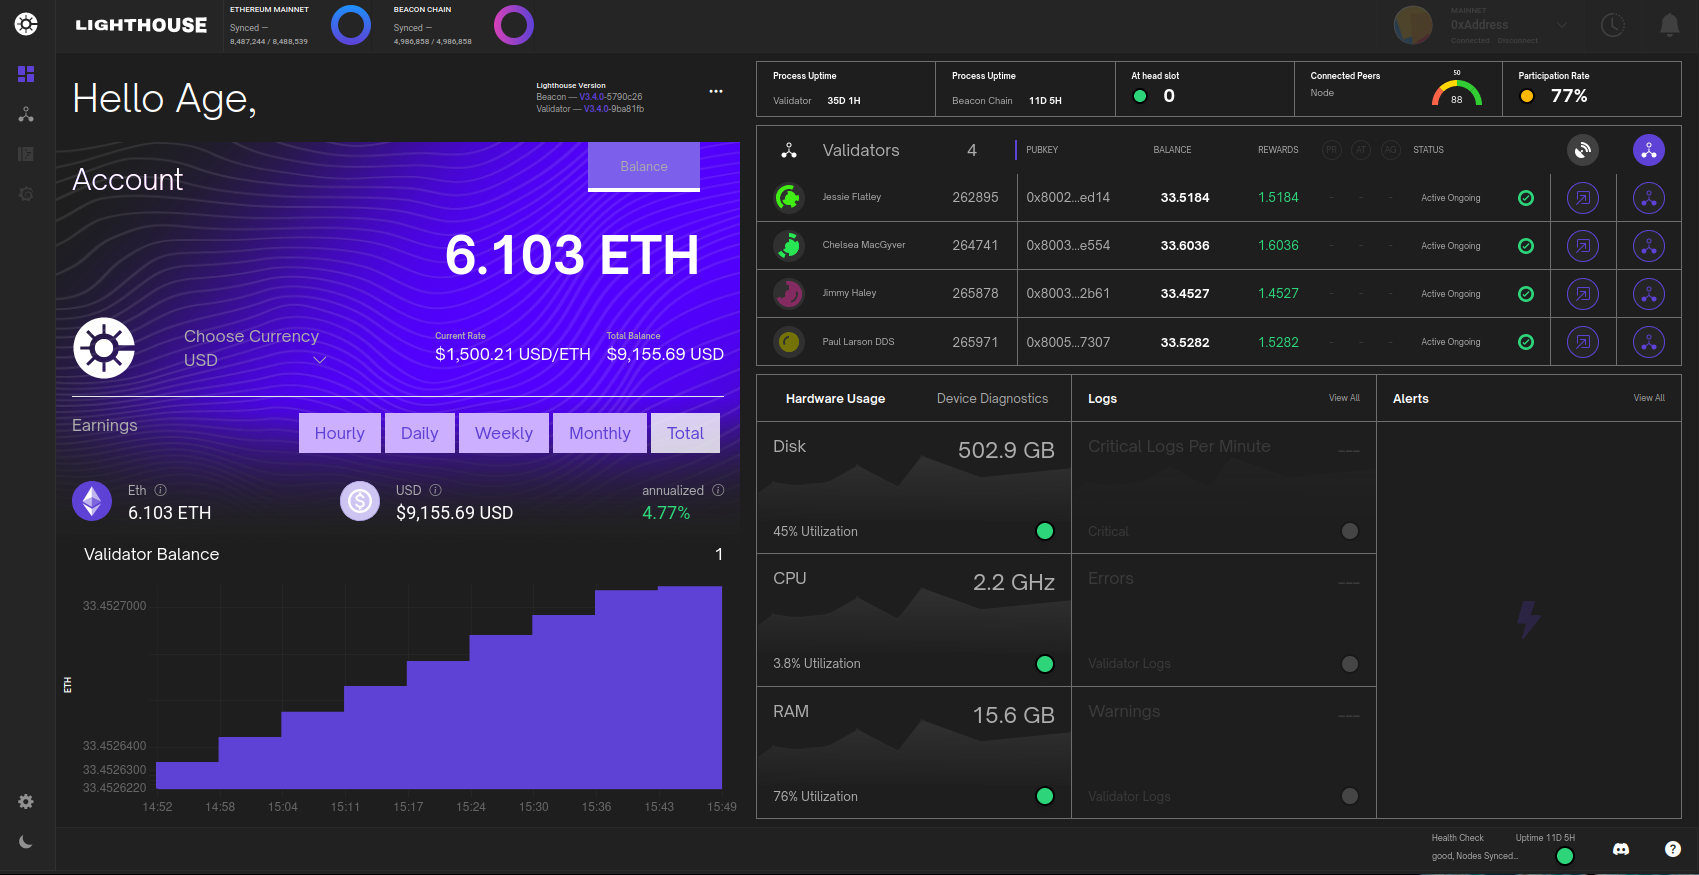 LIGHTHOUSE
ETHEREUM MAINNET
Synced —
8,487,244 / 8,488,539
BEACON CHAIN
Synced —
4,986,858 / 4,986,858
MAINNET
0xAddress
Connected · Disconnect
Hello Age,
Lighthouse Version
Beacon — V3.4.0-5790c26
Validator — V3.4.0-9ba81fb
Account
Balance
6.103 ETH
Choose Currency
USD
Current Rate
$1,500.21 USD/ETH
Total Balance
$9,155.69 USD
Earnings
Hourly
Daily
Weekly
Monthly
Total
Eth
6.103 ETH
USD
$9,155.69 USD
annualized
4.77%
Validator Balance
1
33.4527000
33.4526400
33.4526300
33.4526220
ETH
14:52 14:58 15:04 15:11 15:17 15:24 15:30 15:36 15:43 15:49
Process Uptime
Validator 35D 1H
Process Uptime
Beacon Chain 11D 5H
At head slot
0
Connected Peers
Node
50
88
Participation Rate
77%
Validators 4 PUBKEY BALANCE REWARDS PR AT AG STATUS
Jessie Flatley 262895 0x8002...ed14 33.5184 1.5184 - - - Active Ongoing
Chelsea MacGyver 264741 0x8003...e554 33.6036 1.6036 - - - Active Ongoing
Jimmy Haley 265878 0x8003...2b61 33.4527 1.4527 - - - Active Ongoing
Paul Larson DDS 265971 0x8005...7307 33.5282 1.5282 - - - Active Ongoing
Hardware Usage
Device Diagnostics
Disk
502.9 GB
45% Utilization
CPU
2.2 GHz
3.8% Utilization
RAM
15.6 GB
76% Utilization
Logs
View All
Critical Logs Per Minute
---
Critical
Errors
---
Validator Logs
Warnings
---
Validator Logs
Alerts
View All
Health Check
good, Nodes Synced...
Uptime 11D 5H
?